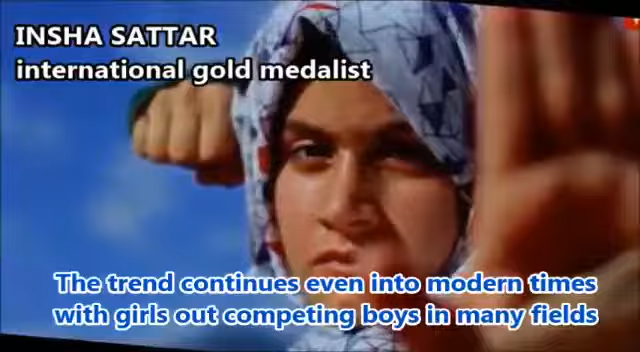 INSHA SATTAR
international gold medalist
The trend continues even into modern times
with girls out competing boys in many fields